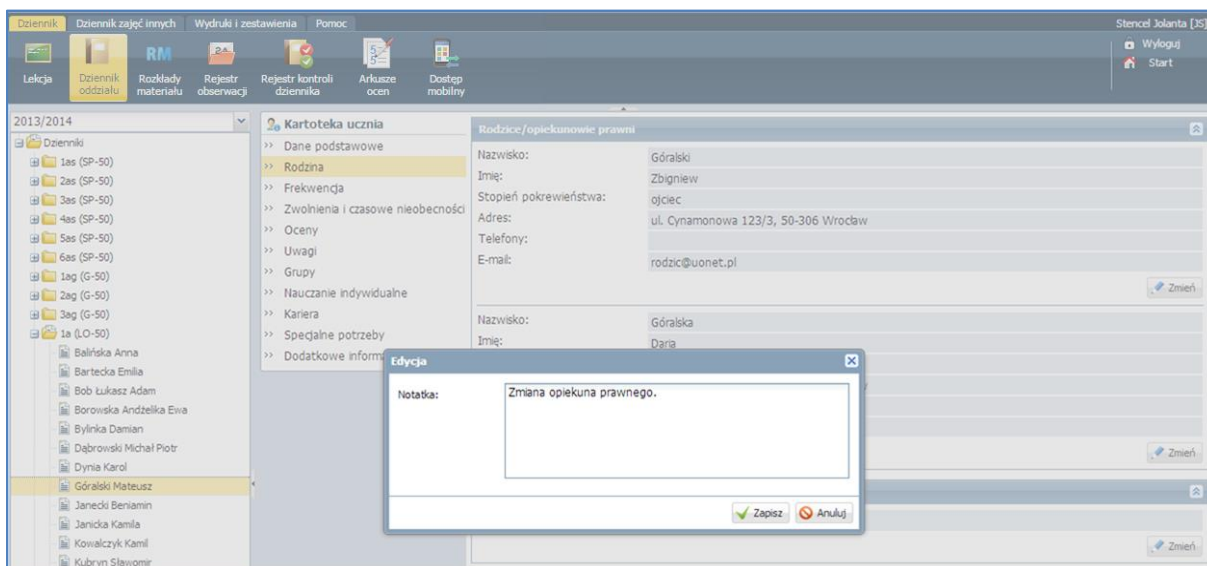 Dziennik Dziennik zajęć innych Wydruki i zestawienia Pomoc
Stencel Jolanta [JS]
Wyloguj
Start
Lekcja
Dziennik oddziału
RM
Rozkłady materiału
Rejestr obserwacji
Rejestr kontroli dziennika
Arkusze ocen
Dostęp mobilny
2013/2014
Dzienniki
1as (SP-50)
2as (SP-50)
3as (SP-50)
4as (SP-50)
5as (SP-50)
6as (SP-50)
1ag (G-50)
2ag (G-50)
3ag (G-50)
1a (LO-50)
Balińska Anna
Bartecka Emilia
Bob Łukasz Adam
Borowska Andżelika Ewa
Bylinka Damian
Dąbrowski Michał Piotr
Dynia Karol
Góralski Mateusz
Janecki Beniamin
Janicka Kamila
Kowalczyk Kamil
Kubryn Sławomir
Kartoteka ucznia
Dane podstawowe
Rodzina
Frekwencja
Zwolnienia i czasowe nieobecności
Oceny
Uwagi
Grupy
Nauczanie indywidualne
Kariera
Specjalne potrzeby
Dodatkowe informa
Rodzice/opiekunowie prawni
Nazwisko: Góralski
Imię: Zbigniew
Stopień pokrewieństwa: ojciec
Adres: ul. Cynamonowa 123/3, 50-306 Wrocław
Telefony:
E-mail: rodzic@uonet.pl
Zmień
Nazwisko: Góralska
Imię: Daria
Zmień
Zmień
Edycja
Notatka: Zmiana opiekuna prawnego.
Zapisz Anuluj